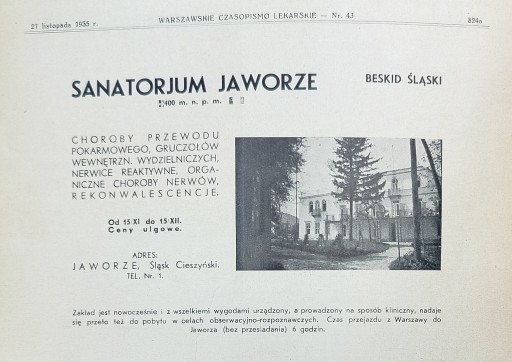 21 listopada 1935 r.
WARSZAWSKIE CZASOPISMO LEKARSKIE — Nr. 43
824a
SANATORJUM JAWORZE
BESKID ŚLĄSKI
400 m. n. p. m.
CHOROBY PRZEWODU
POKARMOWEGO, GRUCZOŁÓW
WEWNĘTRZN. WYDZIELNICZYCH,
NERWICE REAKTYWNE, ORGA-
NICZNE CHOROBY NERWÓW,
REKONWALESCENCJE.
Od 15/XI do 15/XII.
Ceny ulgowe.
ADRES:
JAWORZE, Śląsk Cieszyński.
TEL. Nr. 1.
Zakład jest nowocześnie i z wszelkiemi wygodami urządzony, a prowadzony na sposób kliniczny, nadaje
się przeto też do pobytu w celach obserwacyjno-rozpoznawczych. Czas przejazdu z Warszawy do
Jaworza (bez przesiadania) 6 godzin.